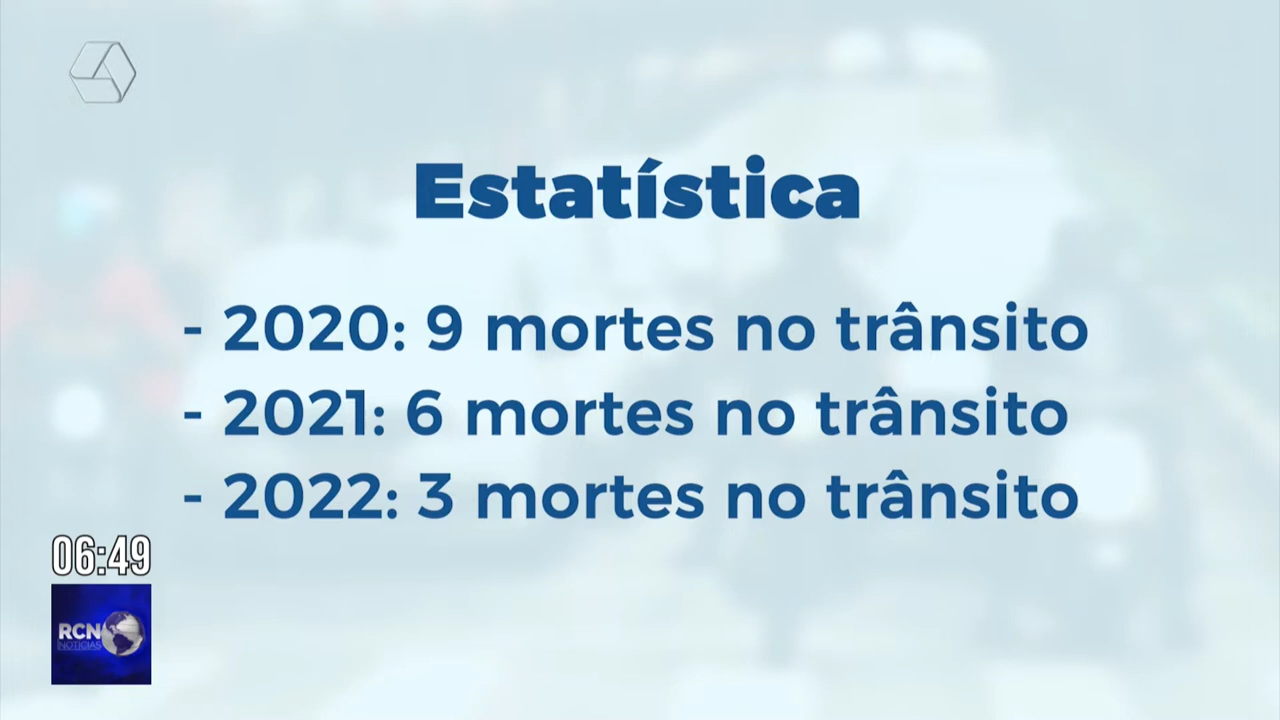 Estatística
- 2020: 9 mortes no trânsito
- 2021: 6 mortes no trânsito
- 2022: 3 mortes no trânsito
06:49
RCN
NOTÍCIAS